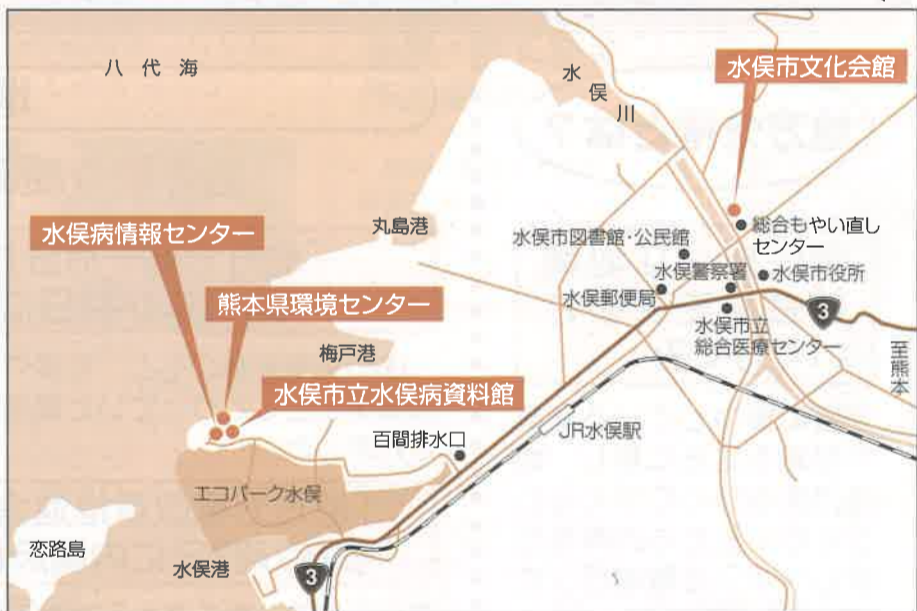 八代海
水俣川
水俣市文化会館
丸島港
総合もやい直し
センター
水俣病情報センター
水俣市図書館・公民館
水俣警察署
水俣市役所
水俣郵便局
熊本県環境センター
3
水俣市立
総合医療センター
至熊本
梅戸港
水俣市立水俣病資料館
百間排水口
JR水俣駅
エコパーク水俣
恋路島
水俣港
3